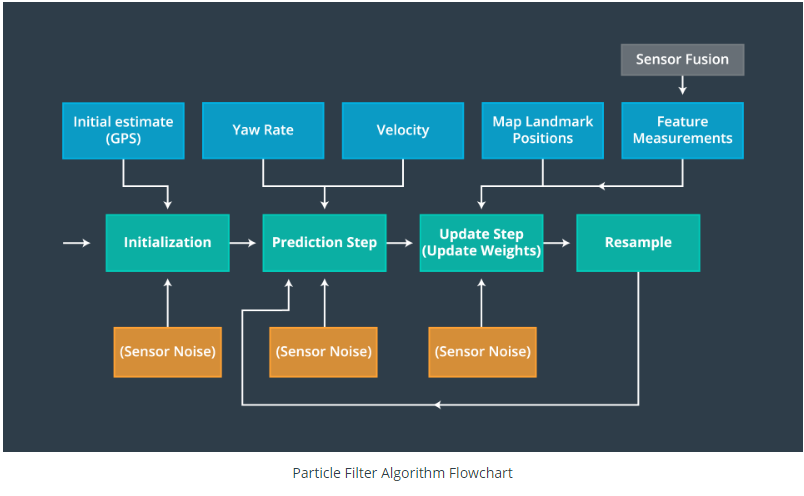 Sensor Fusion
Initial estimate
(GPS)
Yaw Rate
Velocity
Map Landmark
Positions
Feature
Measurements
Initialization
Prediction Step
Update Step
(Update Weights)
Resample
(Sensor Noise)
(Sensor Noise)
(Sensor Noise)
Particle Filter Algorithm Flowchart